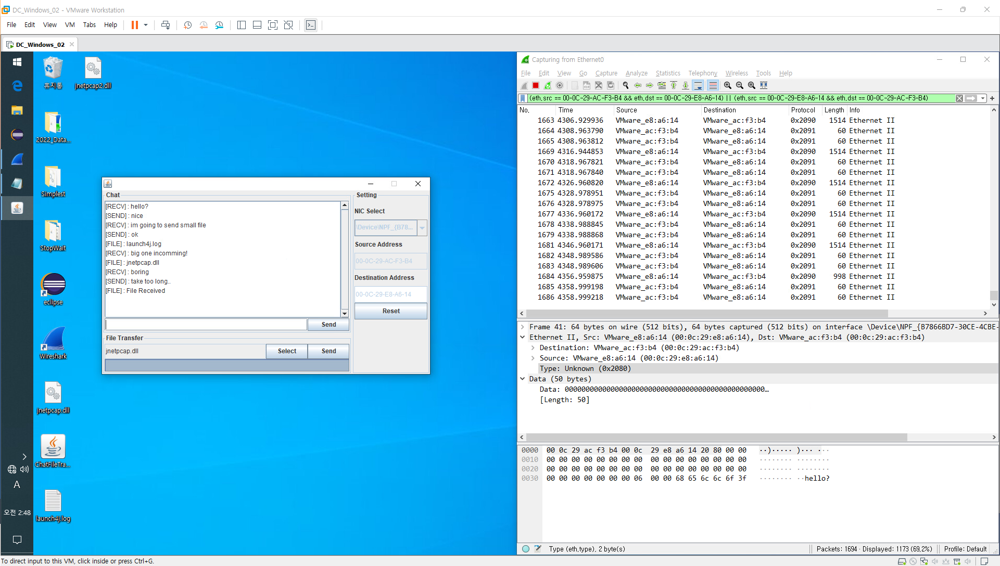 DC_Windows_02 - VMware Workstation
File Edit View VM Tabs Help
DC_Windows_02
휴지통
jnetpcap2.dll
2022_Data...
Simplest
StopWait
eclipse
Wireshark
jnetpcap.dll
ChatFileTra...
launch4j.log
A
오전 2:48
Chat
[RECV] : hello?
[SEND] : nice
[RECV] : im going to send small file
[SEND] : ok
[FILE] : launch4j.log
[RECV] : big one incomming!
[FILE] : jnetpcap.dll
[RECV] : boring
[SEND] : take too long..
[FILE] : File Received
Send
File Transfer
jnetpcap.dll Select Send
Setting
NIC Select
\Device\NPF_{B78...
Source Address
00-0C-29-AC-F3-B4
Destination Address
00-0C-29-E8-A6-14
Reset
Capturing from Ethernet0
File Edit View Go Capture Analyze Statistics Telephony Wireless Tools Help
(eth.src == 00-0C-29-AC-F3-B4 && eth.dst == 00-0C-29-E8-A6-14) || (eth.src == 00-0C-29-E8-A6-14 && eth.dst == 00-0C-29-AC-F3-B4)
No. Time Source Destination Protocol Length Info
1663 4306.929936 VMware_e8:a6:14 VMware_ac:f3:b4 0x2090 1514 Ethernet II
1664 4308.963790 VMware_ac:f3:b4 VMware_e8:a6:14 0x2091 60 Ethernet II
1665 4308.963812 VMware_ac:f3:b4 VMware_e8:a6:14 0x2091 60 Ethernet II
1669 4316.944853 VMware_e8:a6:14 VMware_ac:f3:b4 0x2090 1514 Ethernet II
1670 4318.967821 VMware_ac:f3:b4 VMware_e8:a6:14 0x2091 60 Ethernet II
1671 4318.967840 VMware_ac:f3:b4 VMware_e8:a6:14 0x2091 60 Ethernet II
1672 4326.960820 VMware_e8:a6:14 VMware_ac:f3:b4 0x2090 1514 Ethernet II
1675 4328.978951 VMware_ac:f3:b4 VMware_e8:a6:14 0x2091 60 Ethernet II
1676 4328.978975 VMware_ac:f3:b4 VMware_e8:a6:14 0x2091 60 Ethernet II
1677 4336.960172 VMware_e8:a6:14 VMware_ac:f3:b4 0x2090 1514 Ethernet II
1678 4338.988845 VMware_ac:f3:b4 VMware_e8:a6:14 0x2091 60 Ethernet II
1679 4338.988868 VMware_ac:f3:b4 VMware_e8:a6:14 0x2091 60 Ethernet II
1681 4346.960171 VMware_e8:a6:14 VMware_ac:f3:b4 0x2090 1514 Ethernet II
1682 4348.989586 VMware_ac:f3:b4 VMware_e8:a6:14 0x2091 60 Ethernet II
1683 4348.989606 VMware_ac:f3:b4 VMware_e8:a6:14 0x2091 60 Ethernet II
1684 4356.959875 VMware_e8:a6:14 VMware_ac:f3:b4 0x2090 998 Ethernet II
1685 4358.999198 VMware_ac:f3:b4 VMware_e8:a6:14 0x2091 60 Ethernet II
1686 4358.999218 VMware_ac:f3:b4 VMware_e8:a6:14 0x2091 60 Ethernet II
Frame 41: 64 bytes on wire (512 bits), 64 bytes captured (512 bits) on interface \Device\NPF_{B7866BD7-30CE-4CBE-
Ethernet II, Src: VMware_e8:a6:14 (00:0c:29:e8:a6:14), Dst: VMware_ac:f3:b4 (00:0c:29:ac:f3:b4)
Destination: VMware_ac:f3:b4 (00:0c:29:ac:f3:b4)
Source: VMware_e8:a6:14 (00:0c:29:e8:a6:14)
Type: Unknown (0x2080)
Data (50 bytes)
Data: 000000000000000000000000000000000000000000000000…
[Length: 50]
0000 00 0c 29 ac f3 b4 00 0c 29 e8 a6 14 20 80 00 00 ··)····· )··· ···
0010 00 00 00 00 00 00 00 00 00 00 00 00 00 00 00 00 ········ ········
0020 00 00 00 00 00 00 00 00 00 00 00 00 00 00 00 00 ········ ········
0030 00 00 00 00 00 00 00 06 00 00 68 65 6c 6c 6f 3f ········ ··hello?
Type (eth.type), 2 byte(s) Packets: 1694 · Displayed: 1173 (69.2%) Profile: Default
To direct input to this VM, click inside or press Ctrl+G.